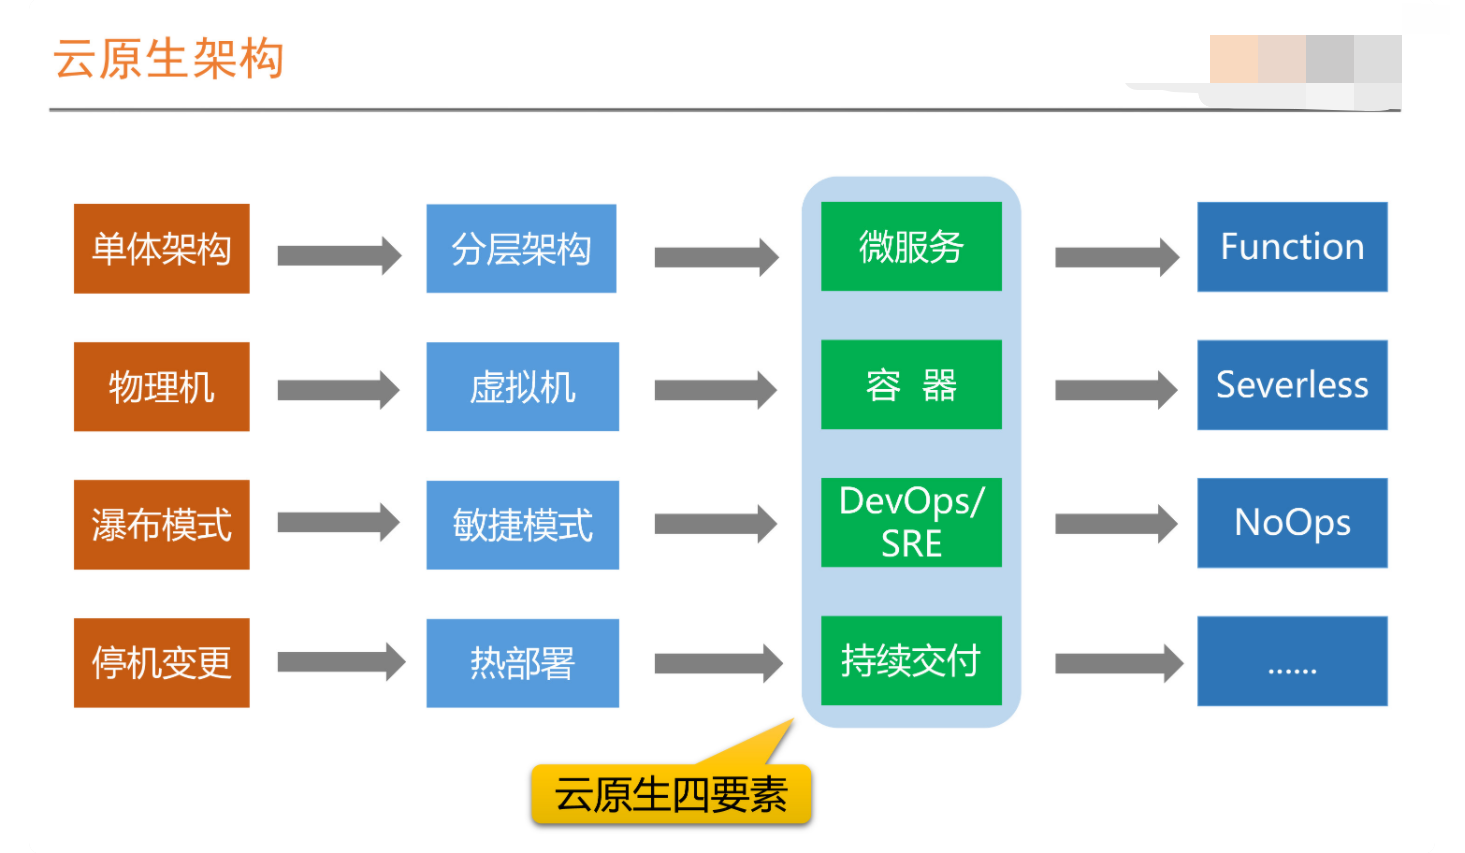 云原生架构
单体架构
分层架构
微服务
Function
物理机
虚拟机
容 器
Severless
瀑布模式
敏捷模式
DevOps/
SRE
NoOps
停机变更
热部署
持续交付
......
云原生四要素